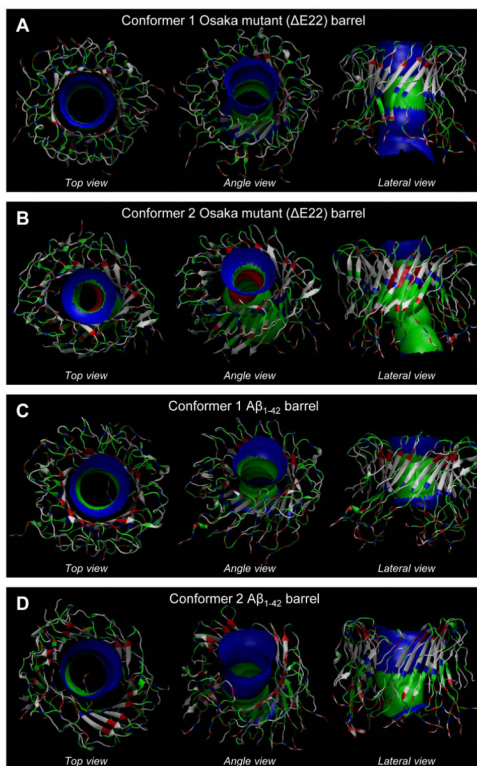 A
Conformer 1 Osaka mutant (ΔE22) barrel
Top view
Angle view
Lateral view
B
Conformer 2 Osaka mutant (ΔE22) barrel
Top view
Angle view
Lateral view
C
Conformer 1 Aβ₁₋₄₂ barrel
Top view
Angle view
Lateral view
D
Conformer 2 Aβ₁₋₄₂ barrel
Top view
Angle view
Lateral view